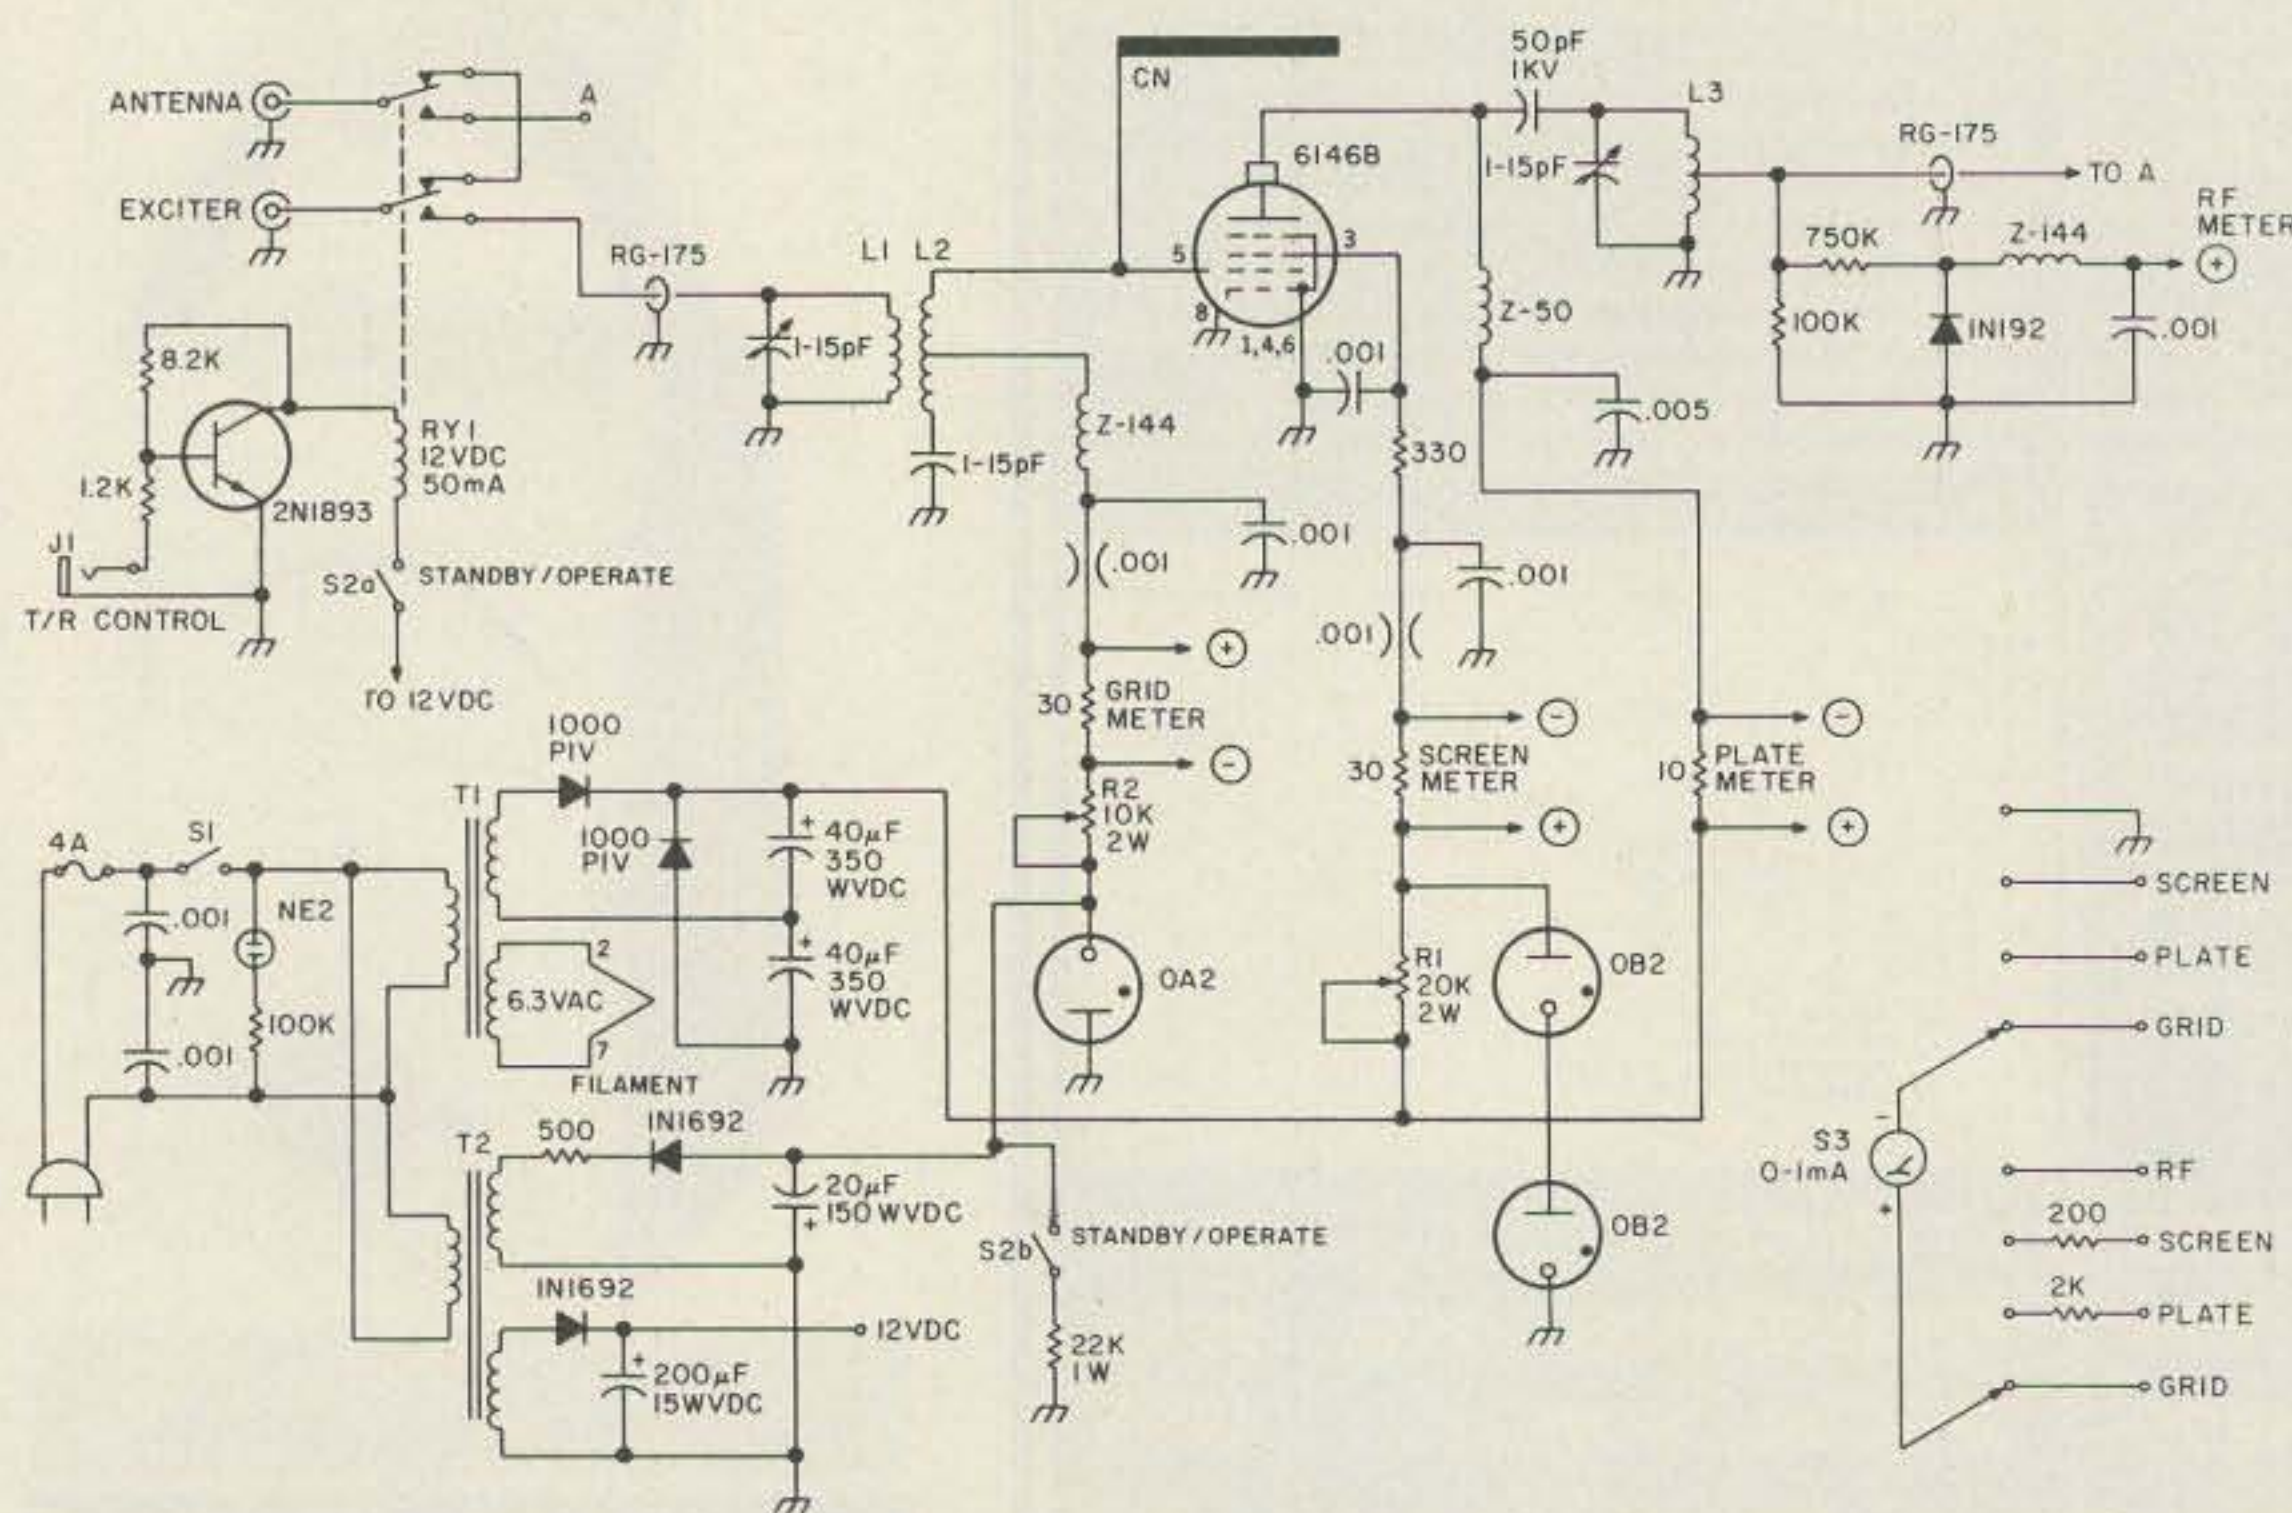 ANTENNA
A
EXCITER
8.2K
1.2K
2N1893
J1
T/R CONTROL
RY1
12VDC
50mA
S2a
STANDBY/OPERATE
TO 12VDC
RG-175
1-15pF
L1
L2
1-15pF
CN
5
8
1,4,6
3
6146B
50pF
1KV
1-15pF
L3
RG-175
TO A
RF
METER
+
750K
Z-144
100K
1N192
.001
Z-50
.005
Z-144
.001
.001
.001
330
.001
.001
+
30
GRID
METER
-
R2
10K
2W
OA2
-
30
SCREEN
METER
+
R1
20K
2W
OB2
OB2
-
10
PLATE
METER
+
4A
S1
.001
.001
NE2
100K
T1
1000
PIV
1000
PIV
+
40µF
350
WVDC
+
40µF
350
WVDC
6.3VAC
2
7
FILAMENT
T2
500
1N1692
20µF
150WVDC
+
1N1692
12VDC
+
200µF
15WVDC
S2b
STANDBY/OPERATE
22K
1W
SCREEN
PLATE
GRID
-
S3
0-1mA
+
RF
200
SCREEN
2K
PLATE
GRID